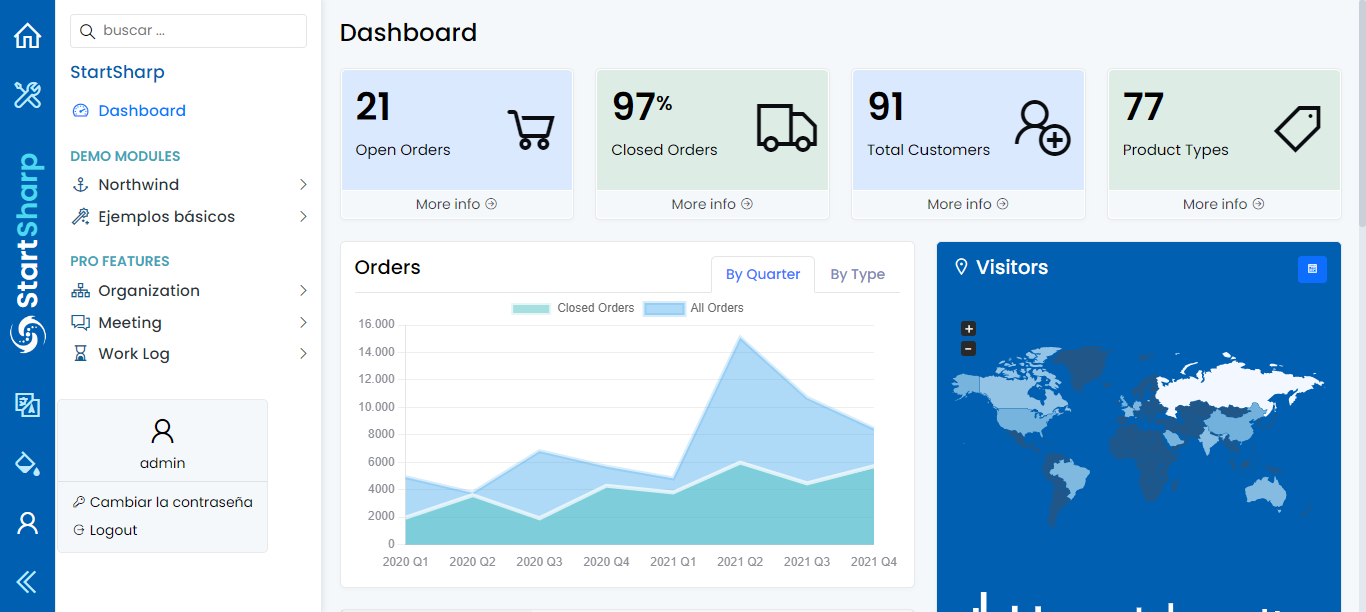 buscar ...
StartSharp
Dashboard
DEMO MODULES
Northwind
Ejemplos básicos
PRO FEATURES
Organization
Meeting
Work Log
StartSharp
admin
Cambiar la contraseña
Logout
Dashboard
21
Open Orders
More info
97%
Closed Orders
More info
91
Total Customers
More info
77
Product Types
More info
Orders
By Quarter
By Type
Closed Orders
All Orders
16.000
14.000
12.000
10.000
8000
6000
4000
2000
0
2020 Q1
2020 Q2
2020 Q3
2020 Q4
2021 Q1
2021 Q2
2021 Q3
2021 Q4
Visitors
+
−